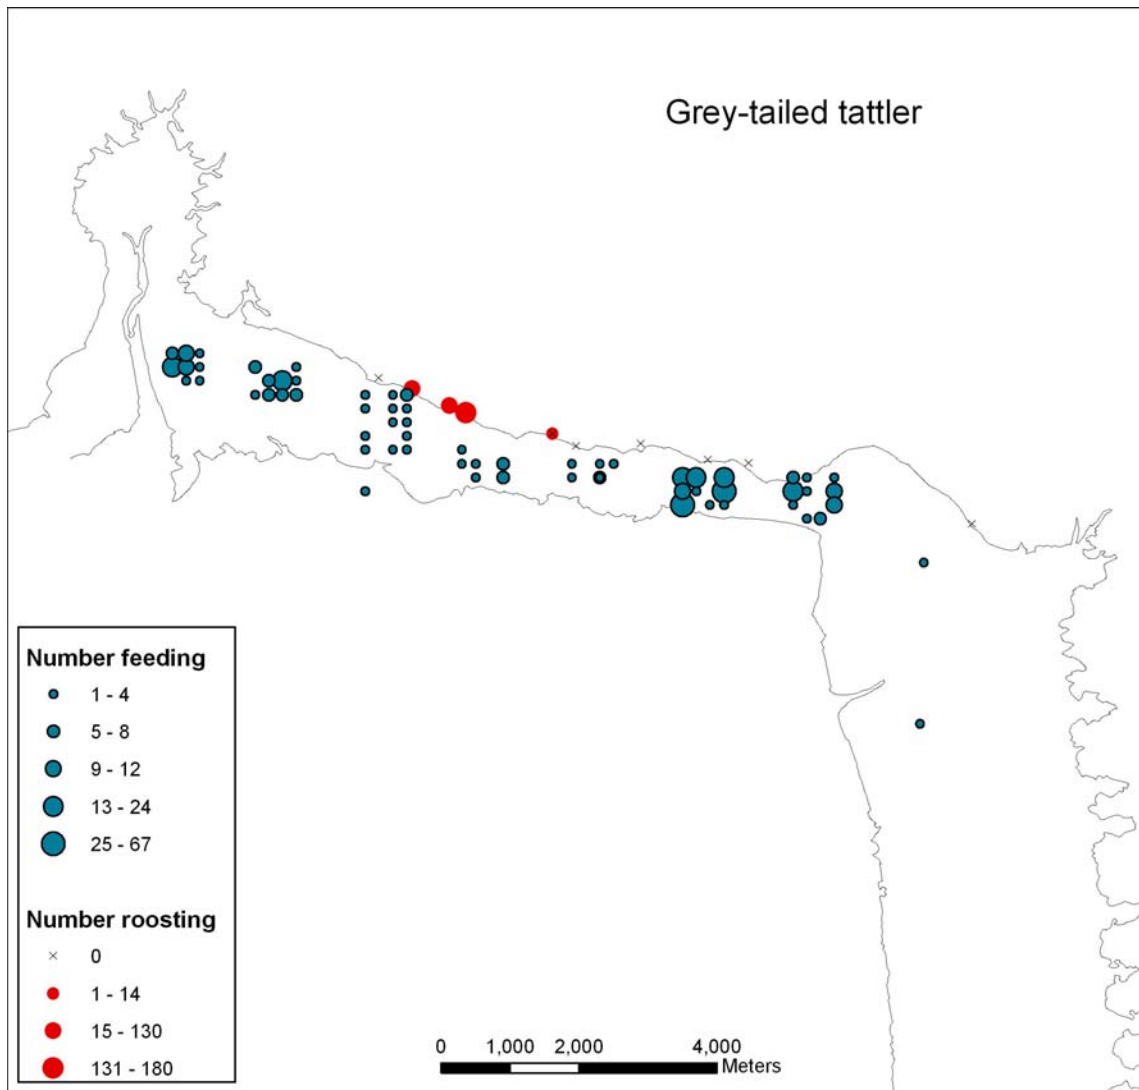 Grey-tailed tattler
Number feeding
1 - 4
5 - 8
9 - 12
13 - 24
25 - 67
Number roosting
0
1 - 14
15 - 130
131 - 180
0 1,000 2,000 4,000
Meters